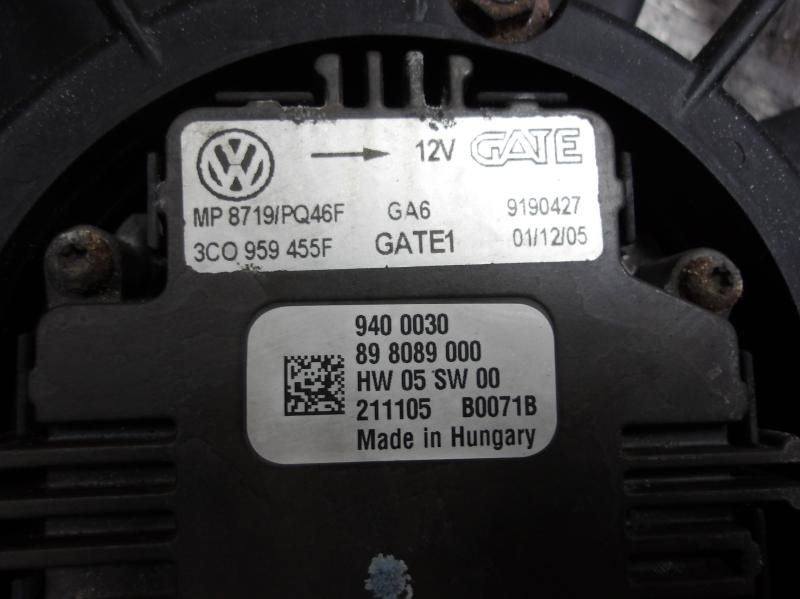 12V GATE
MP 8719/PQ46F GA6 9190427
3C0 959 455F GATE1 01/12/05
940 0030
89 8089 000
HW 05 SW 00
211105 B0071B
Made in Hungary